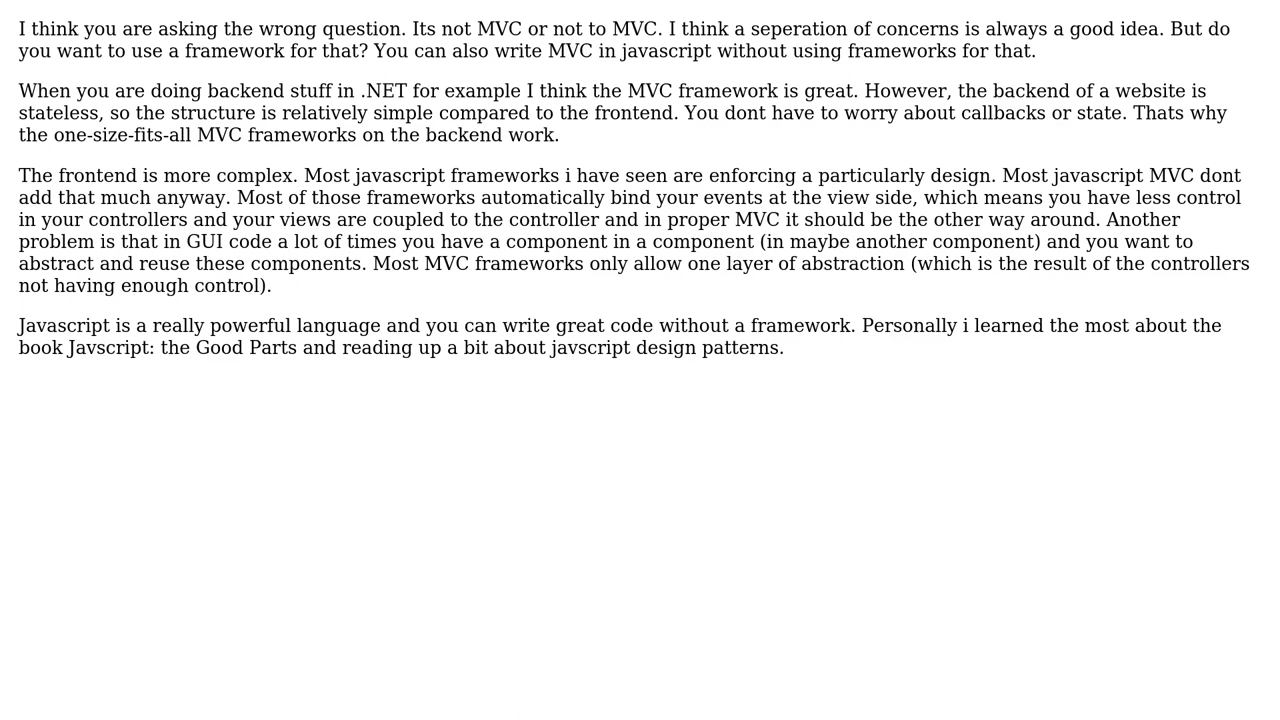 I think you are asking the wrong question. Its not MVC or not to MVC. I think a seperation of concerns is always a good idea. But do
you want to use a framework for that? You can also write MVC in javascript without using frameworks for that.
When you are doing backend stuff in .NET for example I think the MVC framework is great. However, the backend of a website is
stateless, so the structure is relatively simple compared to the frontend. You dont have to worry about callbacks or state. Thats why
the one-size-fits-all MVC frameworks on the backend work.
The frontend is more complex. Most javascript frameworks i have seen are enforcing a particularly design. Most javascript MVC dont
add that much anyway. Most of those frameworks automatically bind your events at the view side, which means you have less control
in your controllers and your views are coupled to the controller and in proper MVC it should be the other way around. Another
problem is that in GUI code a lot of times you have a component in a component (in maybe another component) and you want to
abstract and reuse these components. Most MVC frameworks only allow one layer of abstraction (which is the result of the controllers
not having enough control).
Javascript is a really powerful language and you can write great code without a framework. Personally i learned the most about the
book Javscript: the Good Parts and reading up a bit about javscript design patterns.